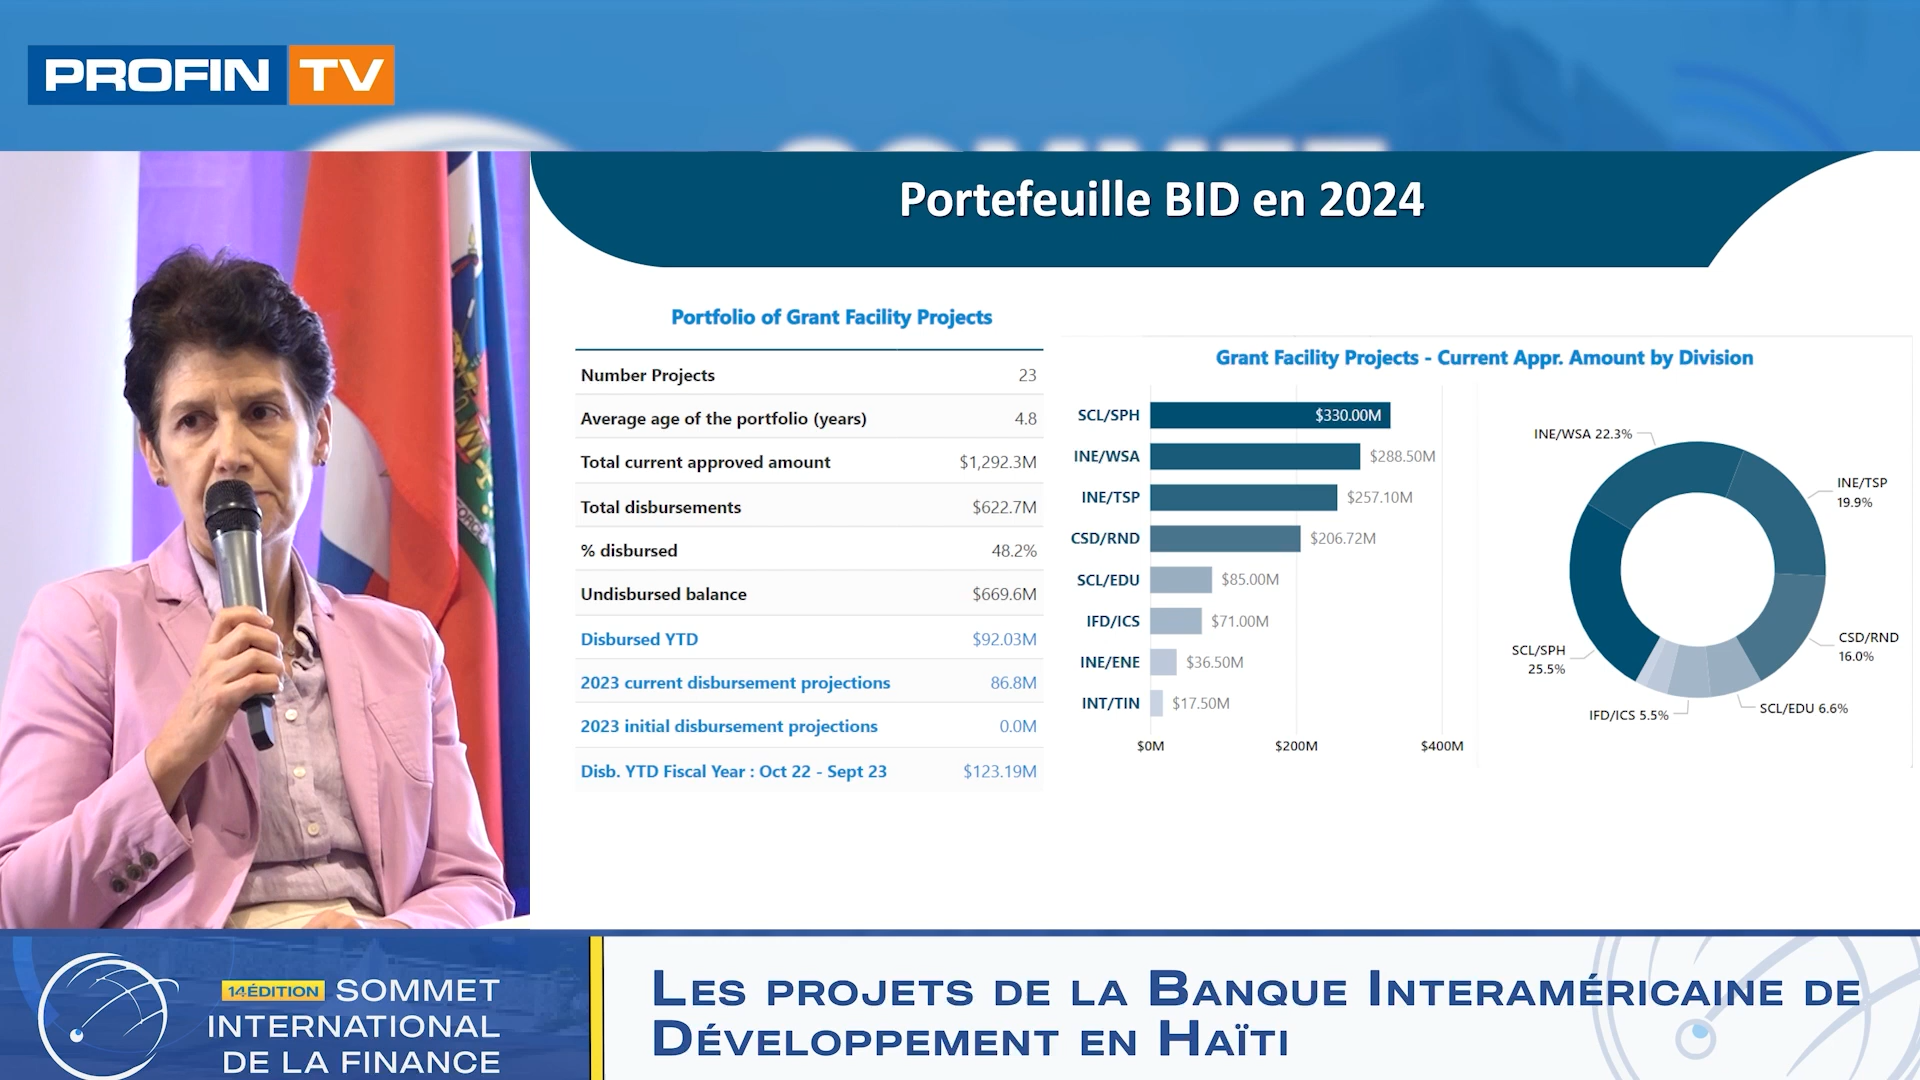 PROFIN TV
Portefeuille BID en 2024
Portfolio of Grant Facility Projects
Number Projects 23
Average age of the portfolio (years) 4.8
Total current approved amount $1,292.3M
Total disbursements $622.7M
% disbursed 48.2%
Undisbursed balance $669.6M
Disbursed YTD $92.03M
2023 current disbursement projections 86.8M
2023 initial disbursement projections 0.0M
Disb. YTD Fiscal Year : Oct 22 - Sept 23 $123.19M
Grant Facility Projects - Current Appr. Amount by Division
SCL/SPH $330.00M
INE/WSA $288.50M
INE/TSP $257.10M
CSD/RND $206.72M
SCL/EDU $85.00M
IFD/ICS $71.00M
INE/ENE $36.50M
INT/TIN $17.50M
$0M $200M $400M
INE/WSA 22.3%
INE/TSP
19.9%
CSD/RND
16.0%
SCL/EDU 6.6%
IFD/ICS 5.5%
SCL/SPH
25.5%
14ÉDITION SOMMET
INTERNATIONAL
DE LA FINANCE
Les projets de la Banque Interaméricaine de
Développement en Haïti